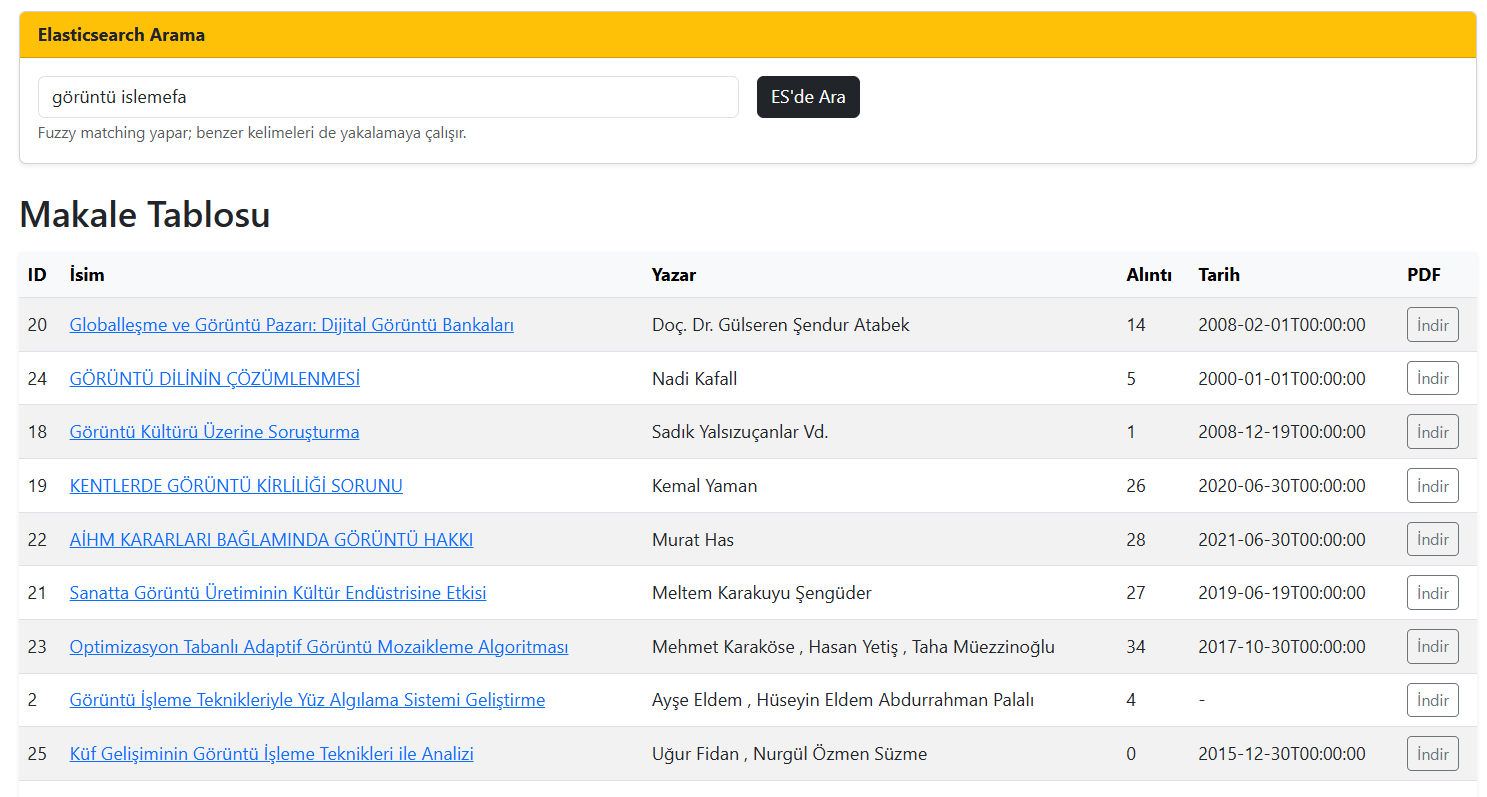 Elasticsearch Arama
görüntü islemefa ES'de Ara
Fuzzy matching yapar; benzer kelimeleri de yakalamaya çalışır.
Makale Tablosu
ID İsim Yazar Alıntı Tarih PDF
20 Globalleşme ve Görüntü Pazarı: Dijital Görüntü Bankaları Doç. Dr. Gülseren Şendur Atabek 14 2008-02-01T00:00:00 İndir
24 GÖRÜNTÜ DİLİNİN ÇÖZÜMLENMESİ Nadi Kafall 5 2000-01-01T00:00:00 İndir
18 Görüntü Kültürü Üzerine Soruşturma Sadık Yalsızuçanlar Vd. 1 2008-12-19T00:00:00 İndir
19 KENTLERDE GÖRÜNTÜ KİRLİLİĞİ SORUNU Kemal Yaman 26 2020-06-30T00:00:00 İndir
22 AİHM KARARLARI BAĞLAMINDA GÖRÜNTÜ HAKKI Murat Has 28 2021-06-30T00:00:00 İndir
21 Sanatta Görüntü Üretiminin Kültür Endüstrisine Etkisi Meltem Karakuyu Şengüder 27 2019-06-19T00:00:00 İndir
23 Optimizasyon Tabanlı Adaptif Görüntü Mozaikleme Algoritması Mehmet Karaköse , Hasan Yetiş , Taha Müezzinoğlu 34 2017-10-30T00:00:00 İndir
2 Görüntü İşleme Teknikleriyle Yüz Algılama Sistemi Geliştirme Ayşe Eldem , Hüseyin Eldem Abdurrahman Palalı 4 - İndir
25 Küf Gelişiminin Görüntü İşleme Teknikleri ile Analizi Uğur Fidan , Nurgül Özmen Süzme 0 2015-12-30T00:00:00 İndir